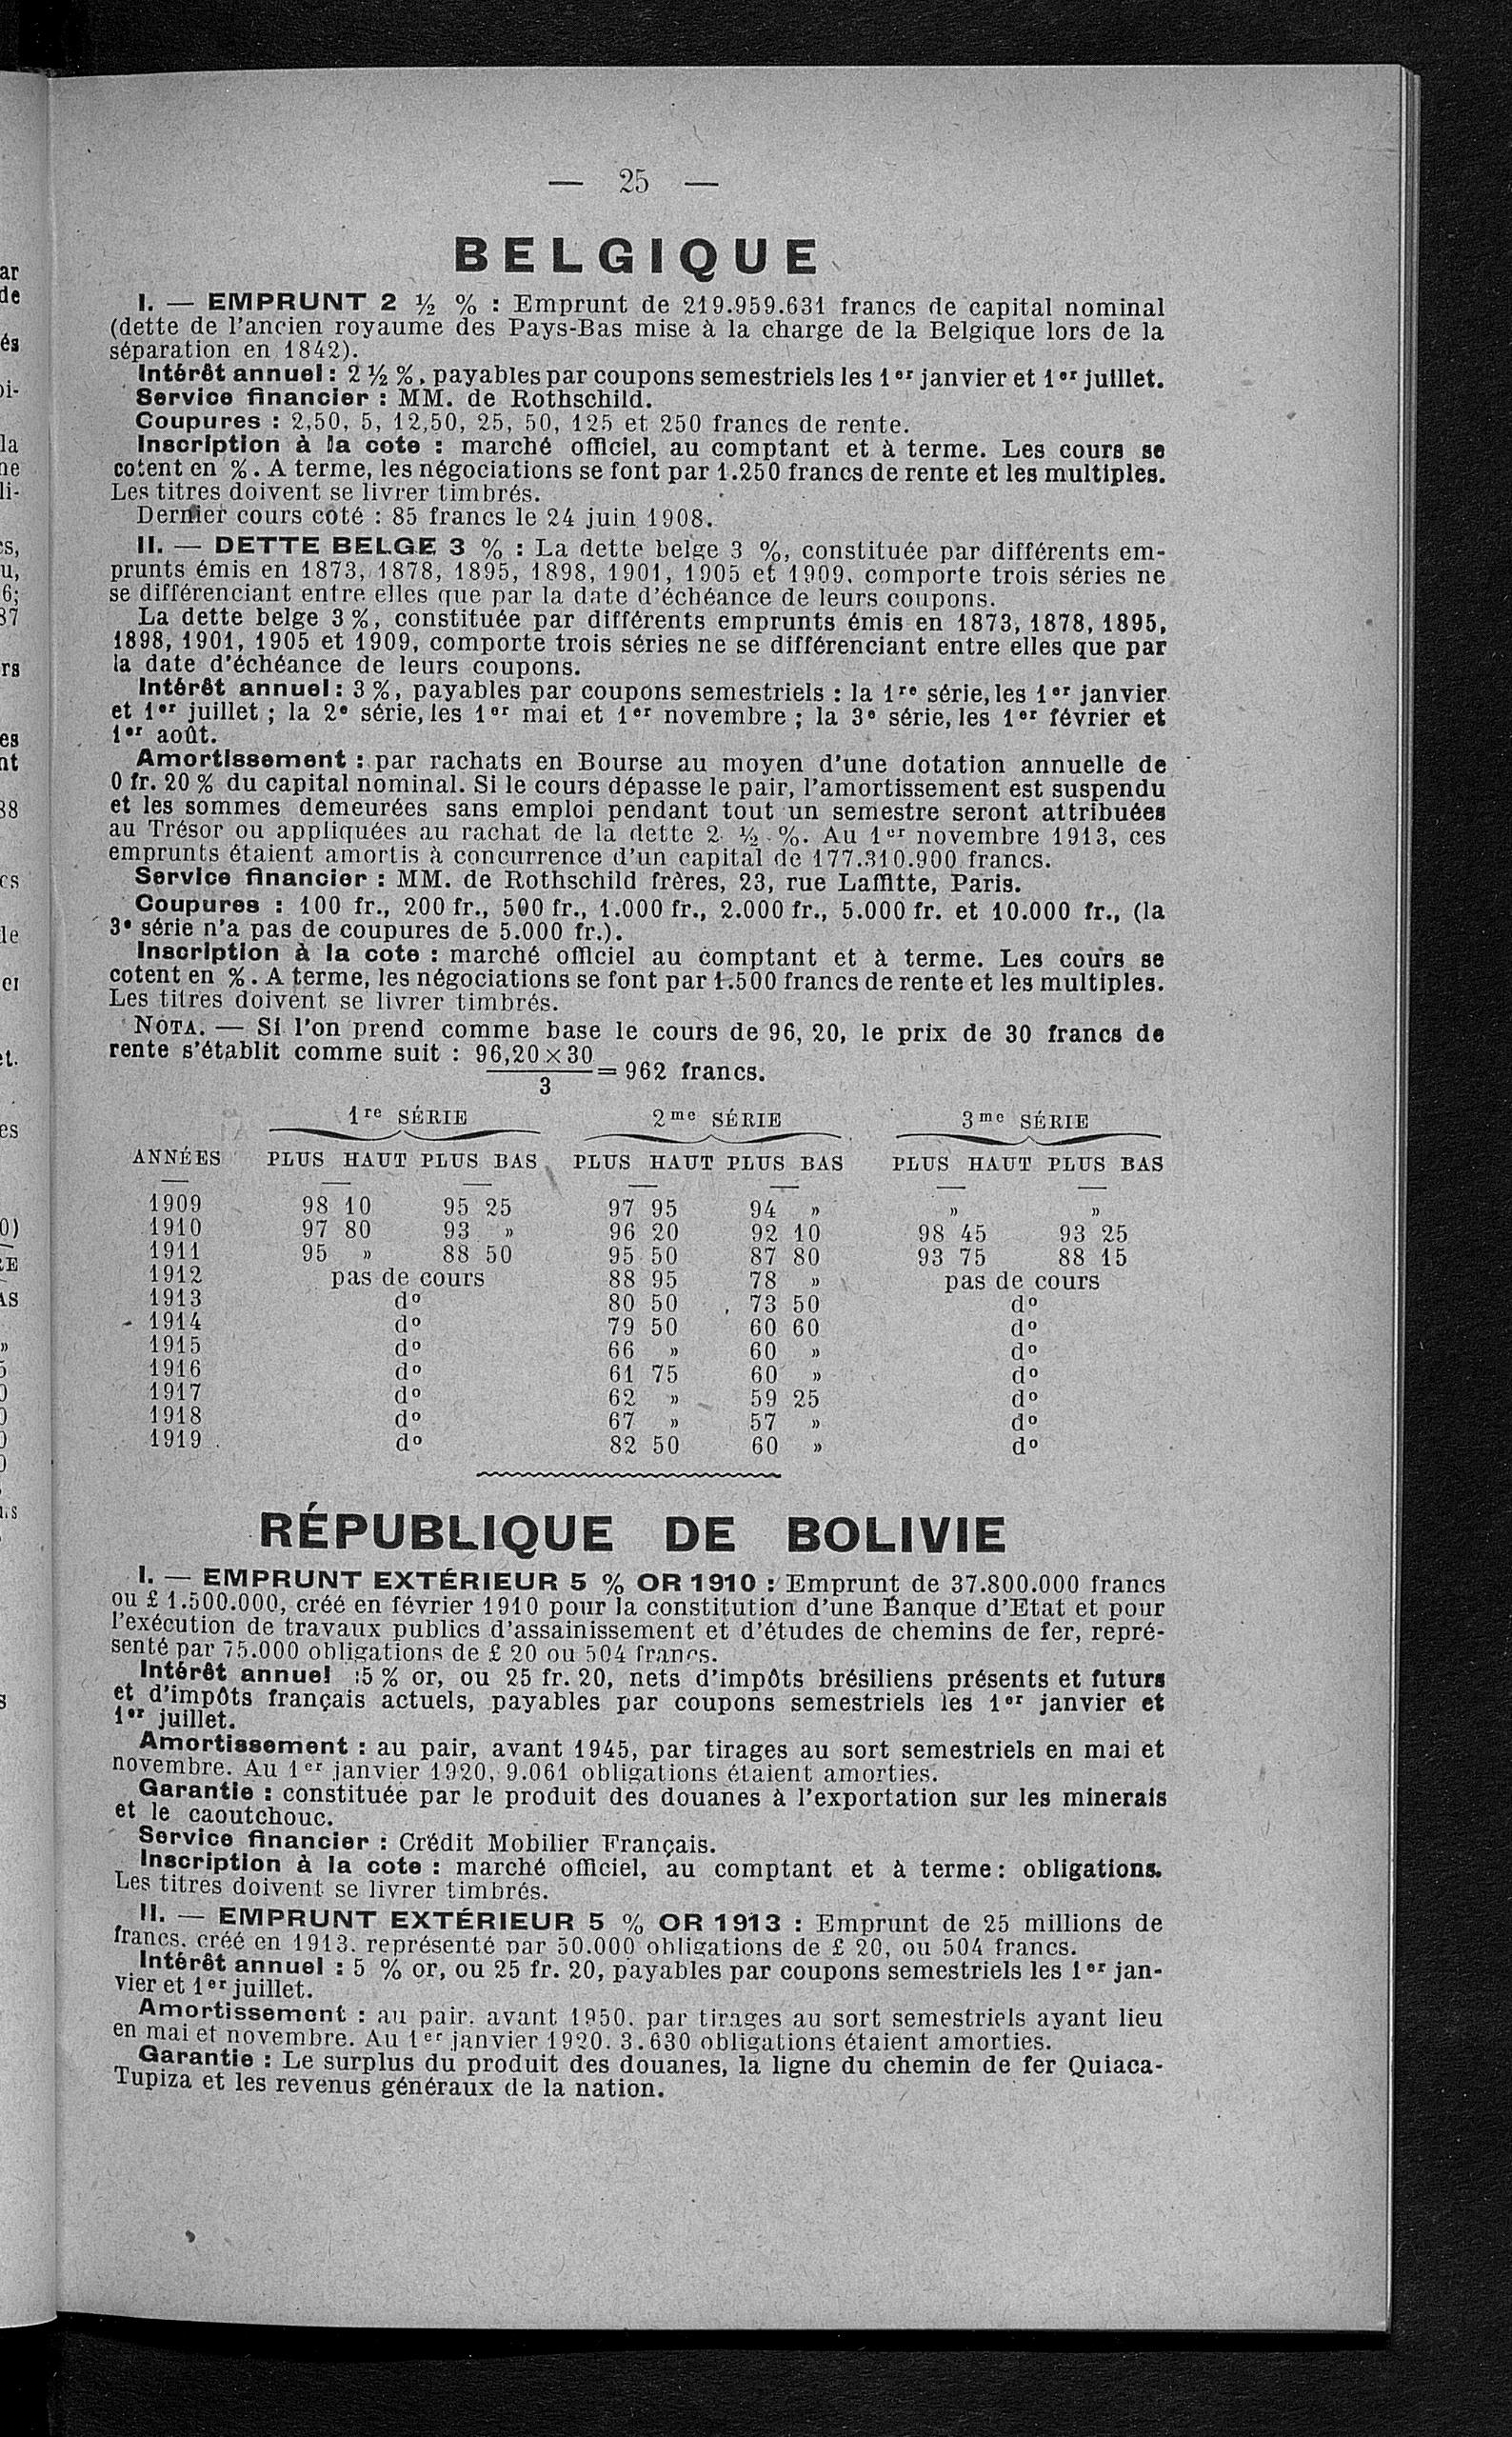 — 25 —
BELGIQUE
I. — EMPRUNT 2 ½ % : Emprunt de 219.959.631 francs de capital nominal
(dette de l'ancien royaume des Pays-Bas mise à la charge de la Belgique lors de la
séparation en 1842).
Intérêt annuel : 2 ½ %, payables par coupons semestriels les 1er janvier et 1er juillet.
Service financier : MM. de Rothschild.
Coupures : 2,50, 5, 12,50, 25, 50, 125 et 250 francs de rente.
Inscription à la cote : marché officiel, au comptant et à terme. Les cours se
cotent en %. A terme, les négociations se font par 1.250 francs de rente et les multiples.
Les titres doivent se livrer timbrés.
Dernier cours coté : 85 francs le 24 juin 1908.
II. — DETTE BELGE 3 % : La dette belge 3 %, constituée par différents em-
prunts émis en 1873, 1878, 1895, 1898, 1901, 1905 et 1909, comporte trois séries ne
se différenciant entre elles que par la date d'échéance de leurs coupons.
La dette belge 3 %, constituée par différents emprunts émis en 1873, 1878, 1895,
1898, 1901, 1905 et 1909, comporte trois séries ne se différenciant entre elles que par
la date d'échéance de leurs coupons.
Intérêt annuel : 3 %, payables par coupons semestriels : la 1re série, les 1er janvier
et 1er juillet ; la 2e série, les 1er mai et 1er novembre ; la 3e série, les 1er février et
1er août.
Amortissement : par rachats en Bourse au moyen d'une dotation annuelle de
0 fr. 20 % du capital nominal. Si le cours dépasse le pair, l'amortissement est suspendu
et les sommes demeurées sans emploi pendant tout un semestre seront attribuées
au Trésor ou appliquées au rachat de la dette 2 ½ %. Au 1er novembre 1913, ces
emprunts étaient amortis à concurrence d'un capital de 177.310.900 francs.
Service financier : MM. de Rothschild frères, 23, rue Laffitte, Paris.
Coupures : 100 fr., 200 fr., 500 fr., 1.000 fr., 2.000 fr., 5.000 fr. et 10.000 fr., (la
3e série n'a pas de coupures de 5.000 fr.).
Inscription à la cote : marché officiel au comptant et à terme. Les cours se
cotent en %. A terme, les négociations se font par 1.500 francs de rente et les multiples.
Les titres doivent se livrer timbrés.
NOTA. — Si l'on prend comme base le cours de 96, 20, le prix de 30 francs de
rente s'établit comme suit : 96,20 × 30
3 = 962 francs.
1re SÉRIE 2me SÉRIE 3me SÉRIE
ANNÉES PLUS HAUT PLUS BAS PLUS HAUT PLUS BAS PLUS HAUT PLUS BAS
1909 98 10 95 25 97 95 94 » » »
1910 97 80 93 » 96 20 92 10 98 45 93 25
1911 95 » 88 50 95 50 87 80 93 75 88 15
1912 pas de cours 88 95 78 » pas de cours
1913 do 80 50 73 50 do
1914 do 79 50 60 60 do
1915 do 66 » 60 » do
1916 do 61 75 60 » do
1917 do 62 » 59 25 do
1918 do 67 » 57 » do
1919 do 82 50 60 » do
RÉPUBLIQUE DE BOLIVIE
I. — EMPRUNT EXTÉRIEUR 5 % OR 1910 : Emprunt de 37.800.000 francs
ou £ 1.500.000, créé en février 1910 pour la constitution d'une Banque d'Etat et pour
l'exécution de travaux publics d'assainissement et d'études de chemins de fer, repré-
senté par 75.000 obligations de £ 20 ou 504 francs.
Intérêt annuel :5 % or, ou 25 fr. 20, nets d'impôts brésiliens présents et futurs
et d'impôts français actuels, payables par coupons semestriels les 1er janvier et
1er juillet.
Amortissement : au pair, avant 1945, par tirages au sort semestriels en mai et
novembre. Au 1er janvier 1920, 9.061 obligations étaient amorties.
Garantie : constituée par le produit des douanes à l'exportation sur les minerais
et le caoutchouc.
Service financier : Crédit Mobilier Français.
Inscription à la cote : marché officiel, au comptant et à terme : obligations.
Les titres doivent se livrer timbrés.
II. — EMPRUNT EXTÉRIEUR 5 % OR 1913 : Emprunt de 25 millions de
francs, créé en 1913, représenté par 50.000 obligations de £ 20, ou 504 francs.
Intérêt annuel : 5 % or, ou 25 fr. 20, payables par coupons semestriels les 1er jan-
vier et 1er juillet.
Amortissement : au pair, avant 1950, par tirages au sort semestriels ayant lieu
en mai et novembre. Au 1er janvier 1920, 3.630 obligations étaient amorties.
Garantie : Le surplus du produit des douanes, la ligne du chemin de fer Quiaca-
Tupiza et les revenus généraux de la nation.